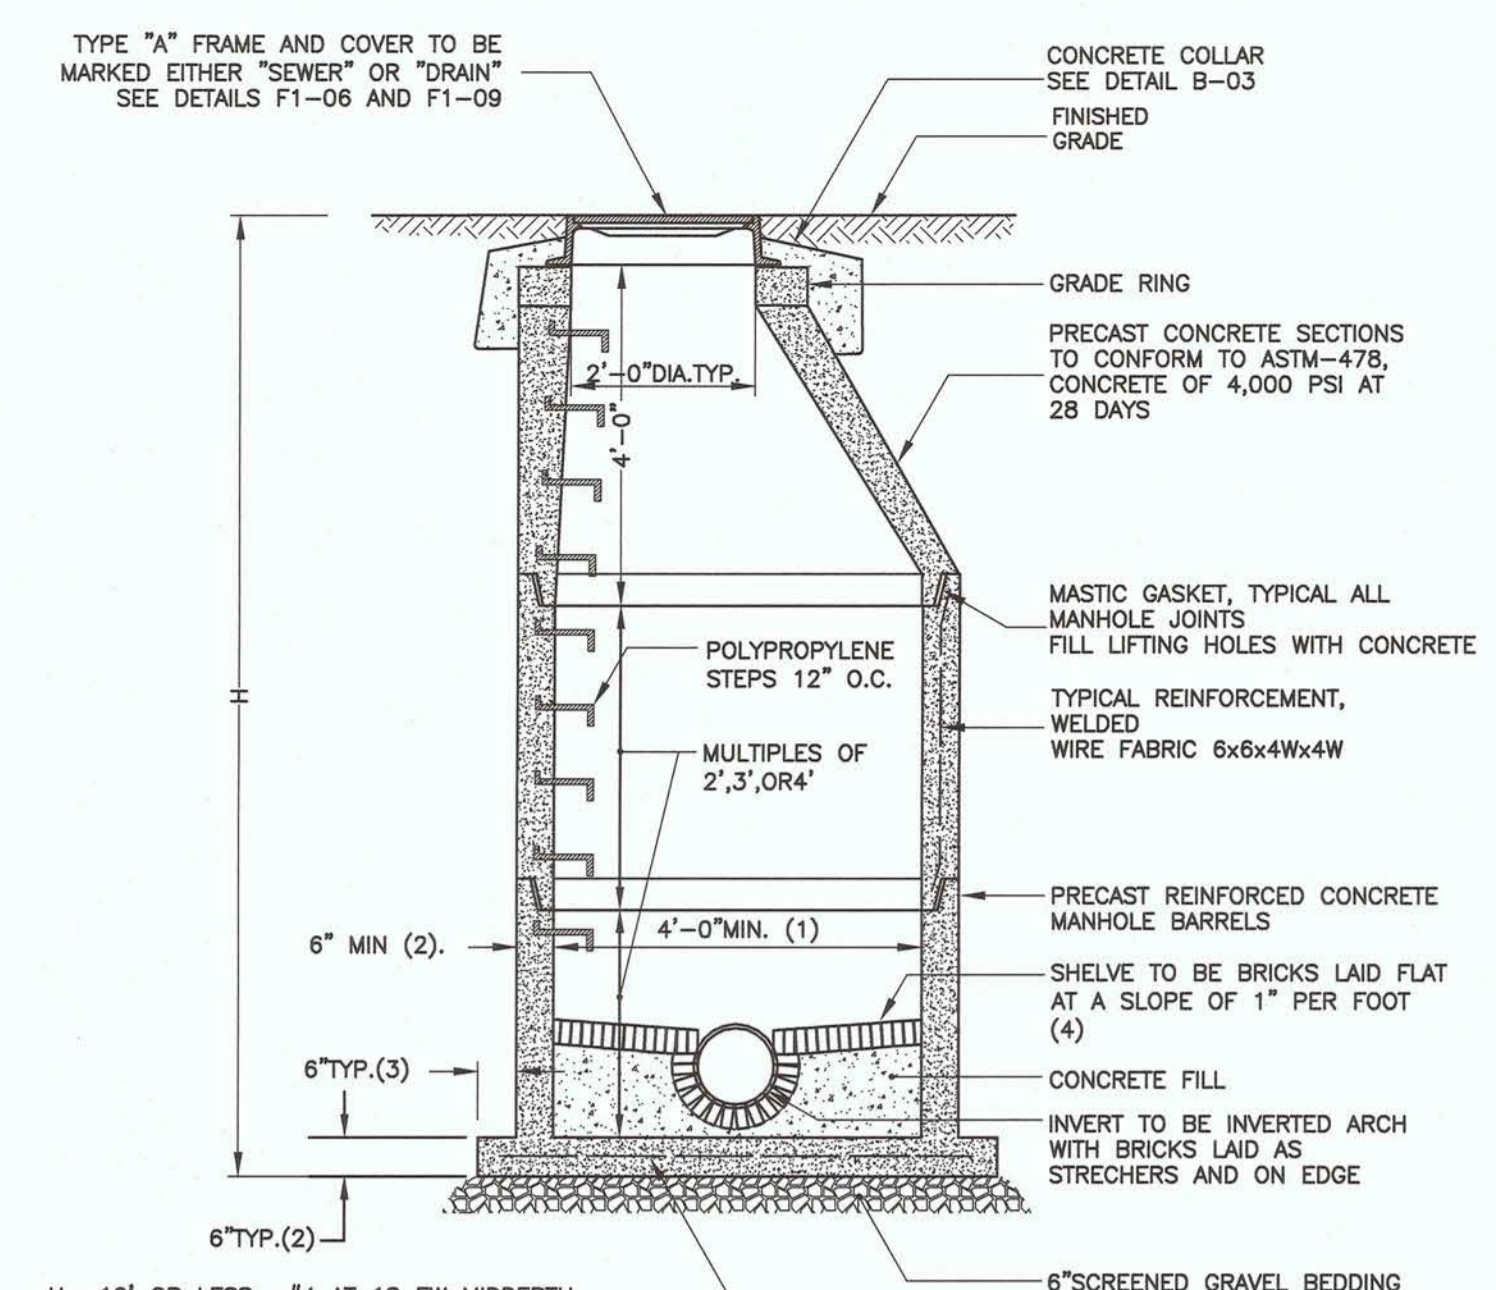 TYPE "A" FRAME AND COVER TO BE
MARKED EITHER "SEWER" OR "DRAIN"
SEE DETAILS F1-06 AND F1-09
CONCRETE COLLAR
SEE DETAIL B-03
FINISHED
GRADE
GRADE RING
PRECAST CONCRETE SECTIONS
TO CONFORM TO ASTM-478,
CONCRETE OF 4,000 PSI AT
28 DAYS
2'-0"DIA.TYP.
4'-0"
H
MASTIC GASKET, TYPICAL ALL
MANHOLE JOINTS
FILL LIFTING HOLES WITH CONCRETE
POLYPROPYLENE
STEPS 12" O.C.
TYPICAL REINFORCEMENT,
WELDED
WIRE FABRIC 6x6x4Wx4W
MULTIPLES OF
2',3',OR4'
PRECAST REINFORCED CONCRETE
MANHOLE BARRELS
6" MIN (2).
4'-0"MIN. (1)
SHELVE TO BE BRICKS LAID FLAT
AT A SLOPE OF 1" PER FOOT
(4)
6"TYP.(3)
CONCRETE FILL
INVERT TO BE INVERTED ARCH
WITH BRICKS LAID AS
STRECHERS AND ON EDGE
6"TYP.(2)
6"SCREENED GRAVEL BEDDING